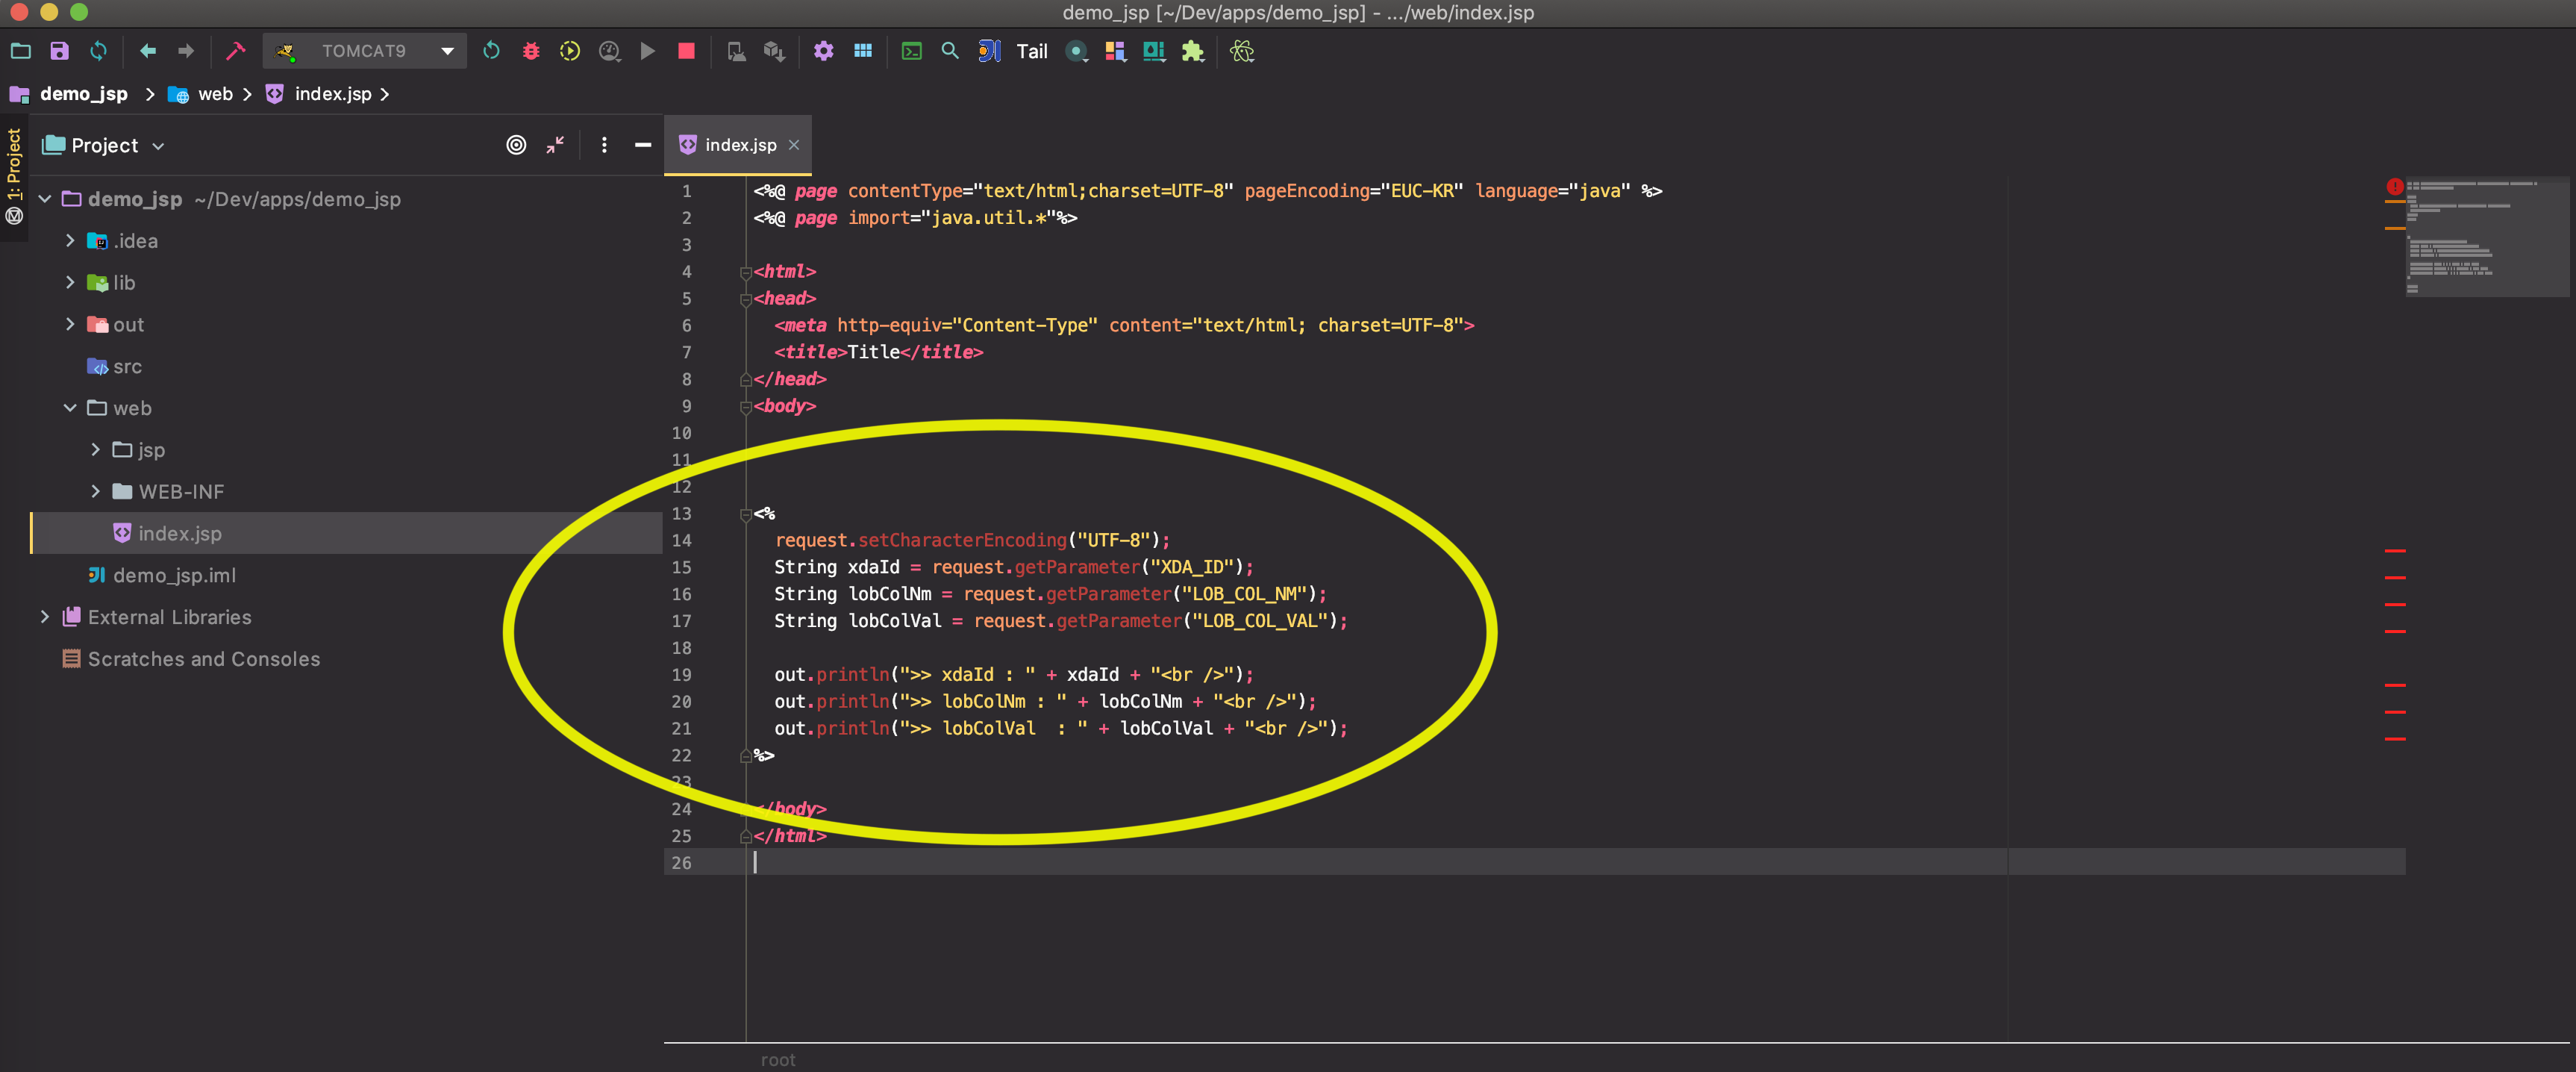 demo_jsp [~/Dev/apps/demo_jsp] - .../web/index.jsp
TOMCAT9
Tail
demo_jsp
web
index.jsp
1: Project
Project
index.jsp
demo_jsp ~/Dev/apps/demo_jsp
.idea
lib
out
src
web
jsp
WEB-INF
index.jsp
demo_jsp.iml
External Libraries
Scratches and Consoles
1 <%@ page contentType="text/html;charset=UTF-8" pageEncoding="EUC-KR" language="java" %>
2 <%@ page import="java.util.*"%>
3
4 <html>
5 <head>
6 <meta http-equiv="Content-Type" content="text/html; charset=UTF-8">
7 <title>Title</title>
8 </head>
9 <body>
10
11
12
13 <%
14 request.setCharacterEncoding("UTF-8");
15 String xdaId = request.getParameter("XDA_ID");
16 String lobColNm = request.getParameter("LOB_COL_NM");
17 String lobColVal = request.getParameter("LOB_COL_VAL");
18
19 out.println(">> xdaId : " + xdaId + "<br />");
20 out.println(">> lobColNm : " + lobColNm + "<br />");
21 out.println(">> lobColVal  : " + lobColVal + "<br />");
22 %>
23
24 </body>
25 </html>
26
root